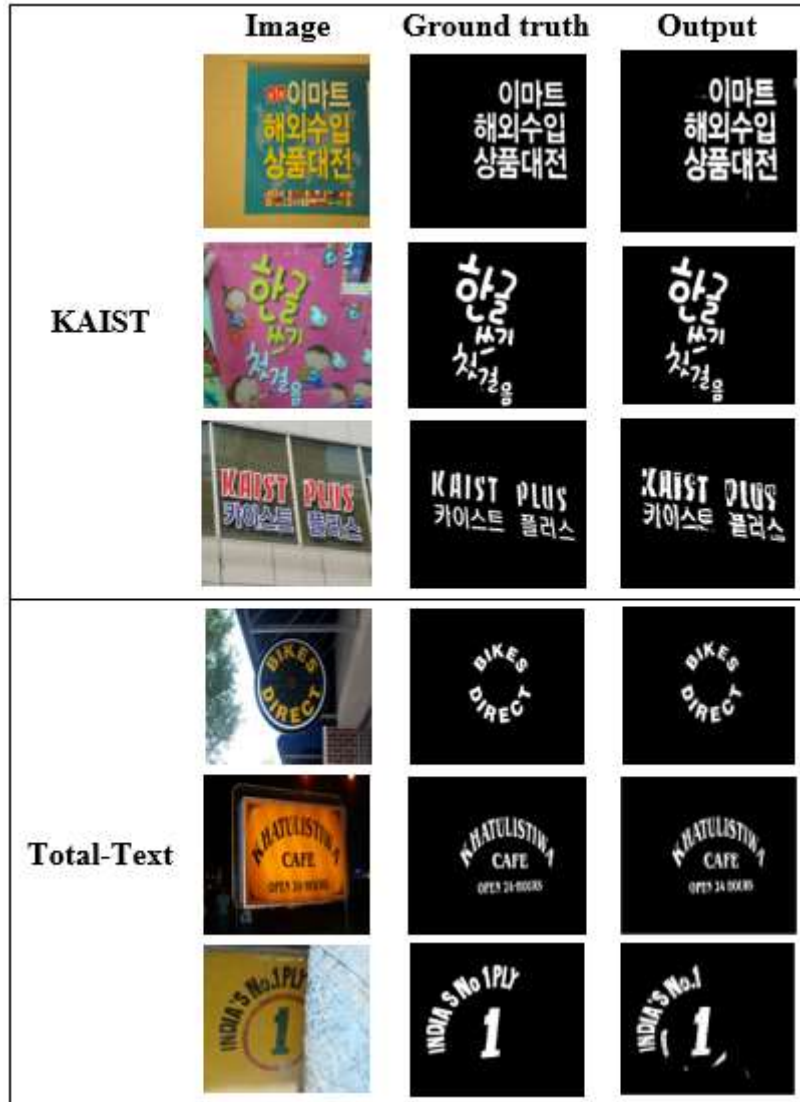 Image Ground truth Output
KAIST
이마트 이마트 이마트
해외수입 해외수입 해외수입
상품대전 상품대전 상품대전
한글 한글 한글
쓰기 쓰기 쓰기
첫걸음 첫걸음 첫걸음
KAIST PLUS KAIST PLUS KAIST PLUS
카이스트 플러스 카이스트 플러스 카이스트 플러스
Total-Text
BIKES BIKES BIKES
DIRECT DIRECT DIRECT
KHATULISTIWA KHATULISTIWA KHATULISTIWA
CAFE CAFE CAFE
OPEN 24 HOURS OPEN 24-HOURS OPEN 24 HOURS
INDIA'S No.1 PLY INDIA'S No 1 PLY INDIA'S No.1
1 1 1